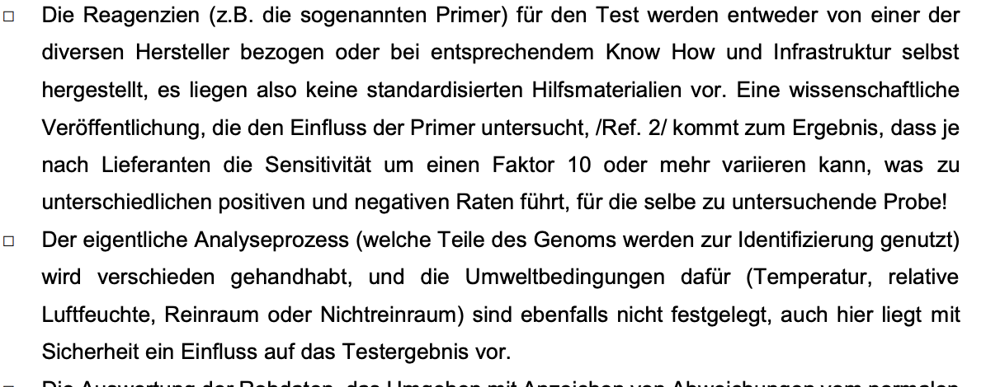 □ Die Reagenzien (z.B. die sogenannten Primer) für den Test werden entweder von einer der
diversen Hersteller bezogen oder bei entsprechendem Know How und Infrastruktur selbst
hergestellt, es liegen also keine standardisierten Hilfsmaterialien vor. Eine wissenschaftliche
Veröffentlichung, die den Einfluss der Primer untersucht, /Ref. 2/ kommt zum Ergebnis, dass je
nach Lieferanten die Sensitivität um einen Faktor 10 oder mehr variieren kann, was zu
unterschiedlichen positiven und negativen Raten führt, für die selbe zu untersuchende Probe!
□ Der eigentliche Analyseprozess (welche Teile des Genoms werden zur Identifizierung genutzt)
wird verschieden gehandhabt, und die Umweltbedingungen dafür (Temperatur, relative
Luftfeuchte, Reinraum oder Nichtreinraum) sind ebenfalls nicht festgelegt, auch hier liegt mit
Sicherheit ein Einfluss auf das Testergebnis vor.
Die Auswertung der Rohdaten, das Umgehen mit Anzeichen von Abweichungen vom normalen